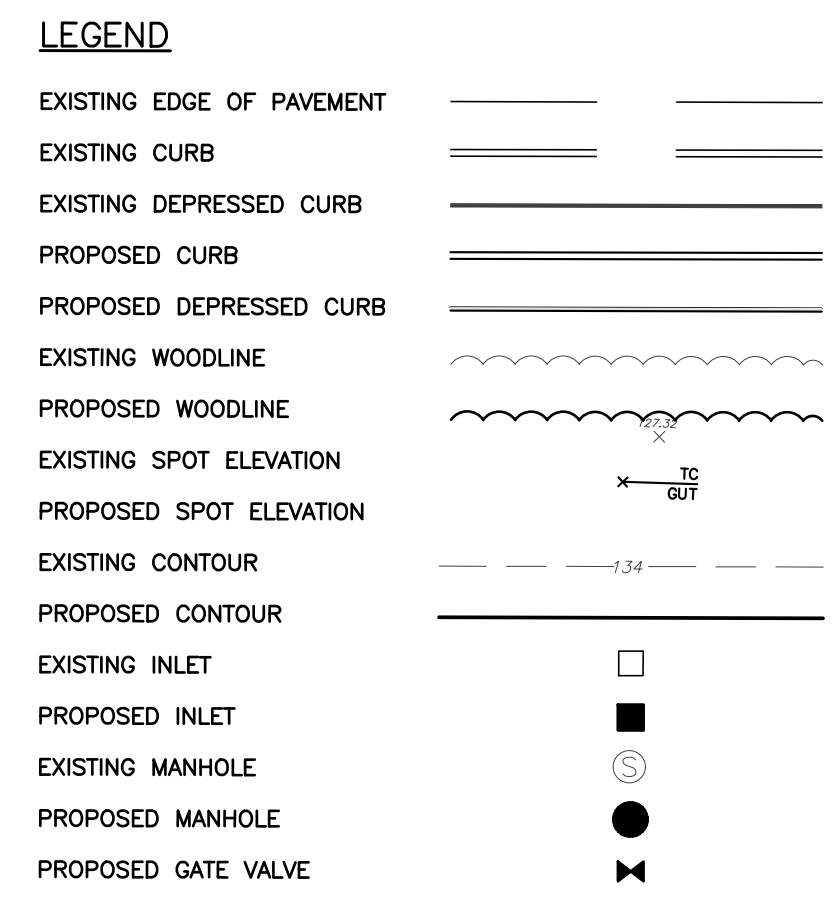 LEGEND
EXISTING EDGE OF PAVEMENT
EXISTING CURB
EXISTING DEPRESSED CURB
PROPOSED CURB
PROPOSED DEPRESSED CURB
EXISTING WOODLINE
PROPOSED WOODLINE
127.32
EXISTING SPOT ELEVATION
TC
GUT
PROPOSED SPOT ELEVATION
EXISTING CONTOUR
134
PROPOSED CONTOUR
EXISTING INLET
PROPOSED INLET
EXISTING MANHOLE
S
PROPOSED MANHOLE
PROPOSED GATE VALVE